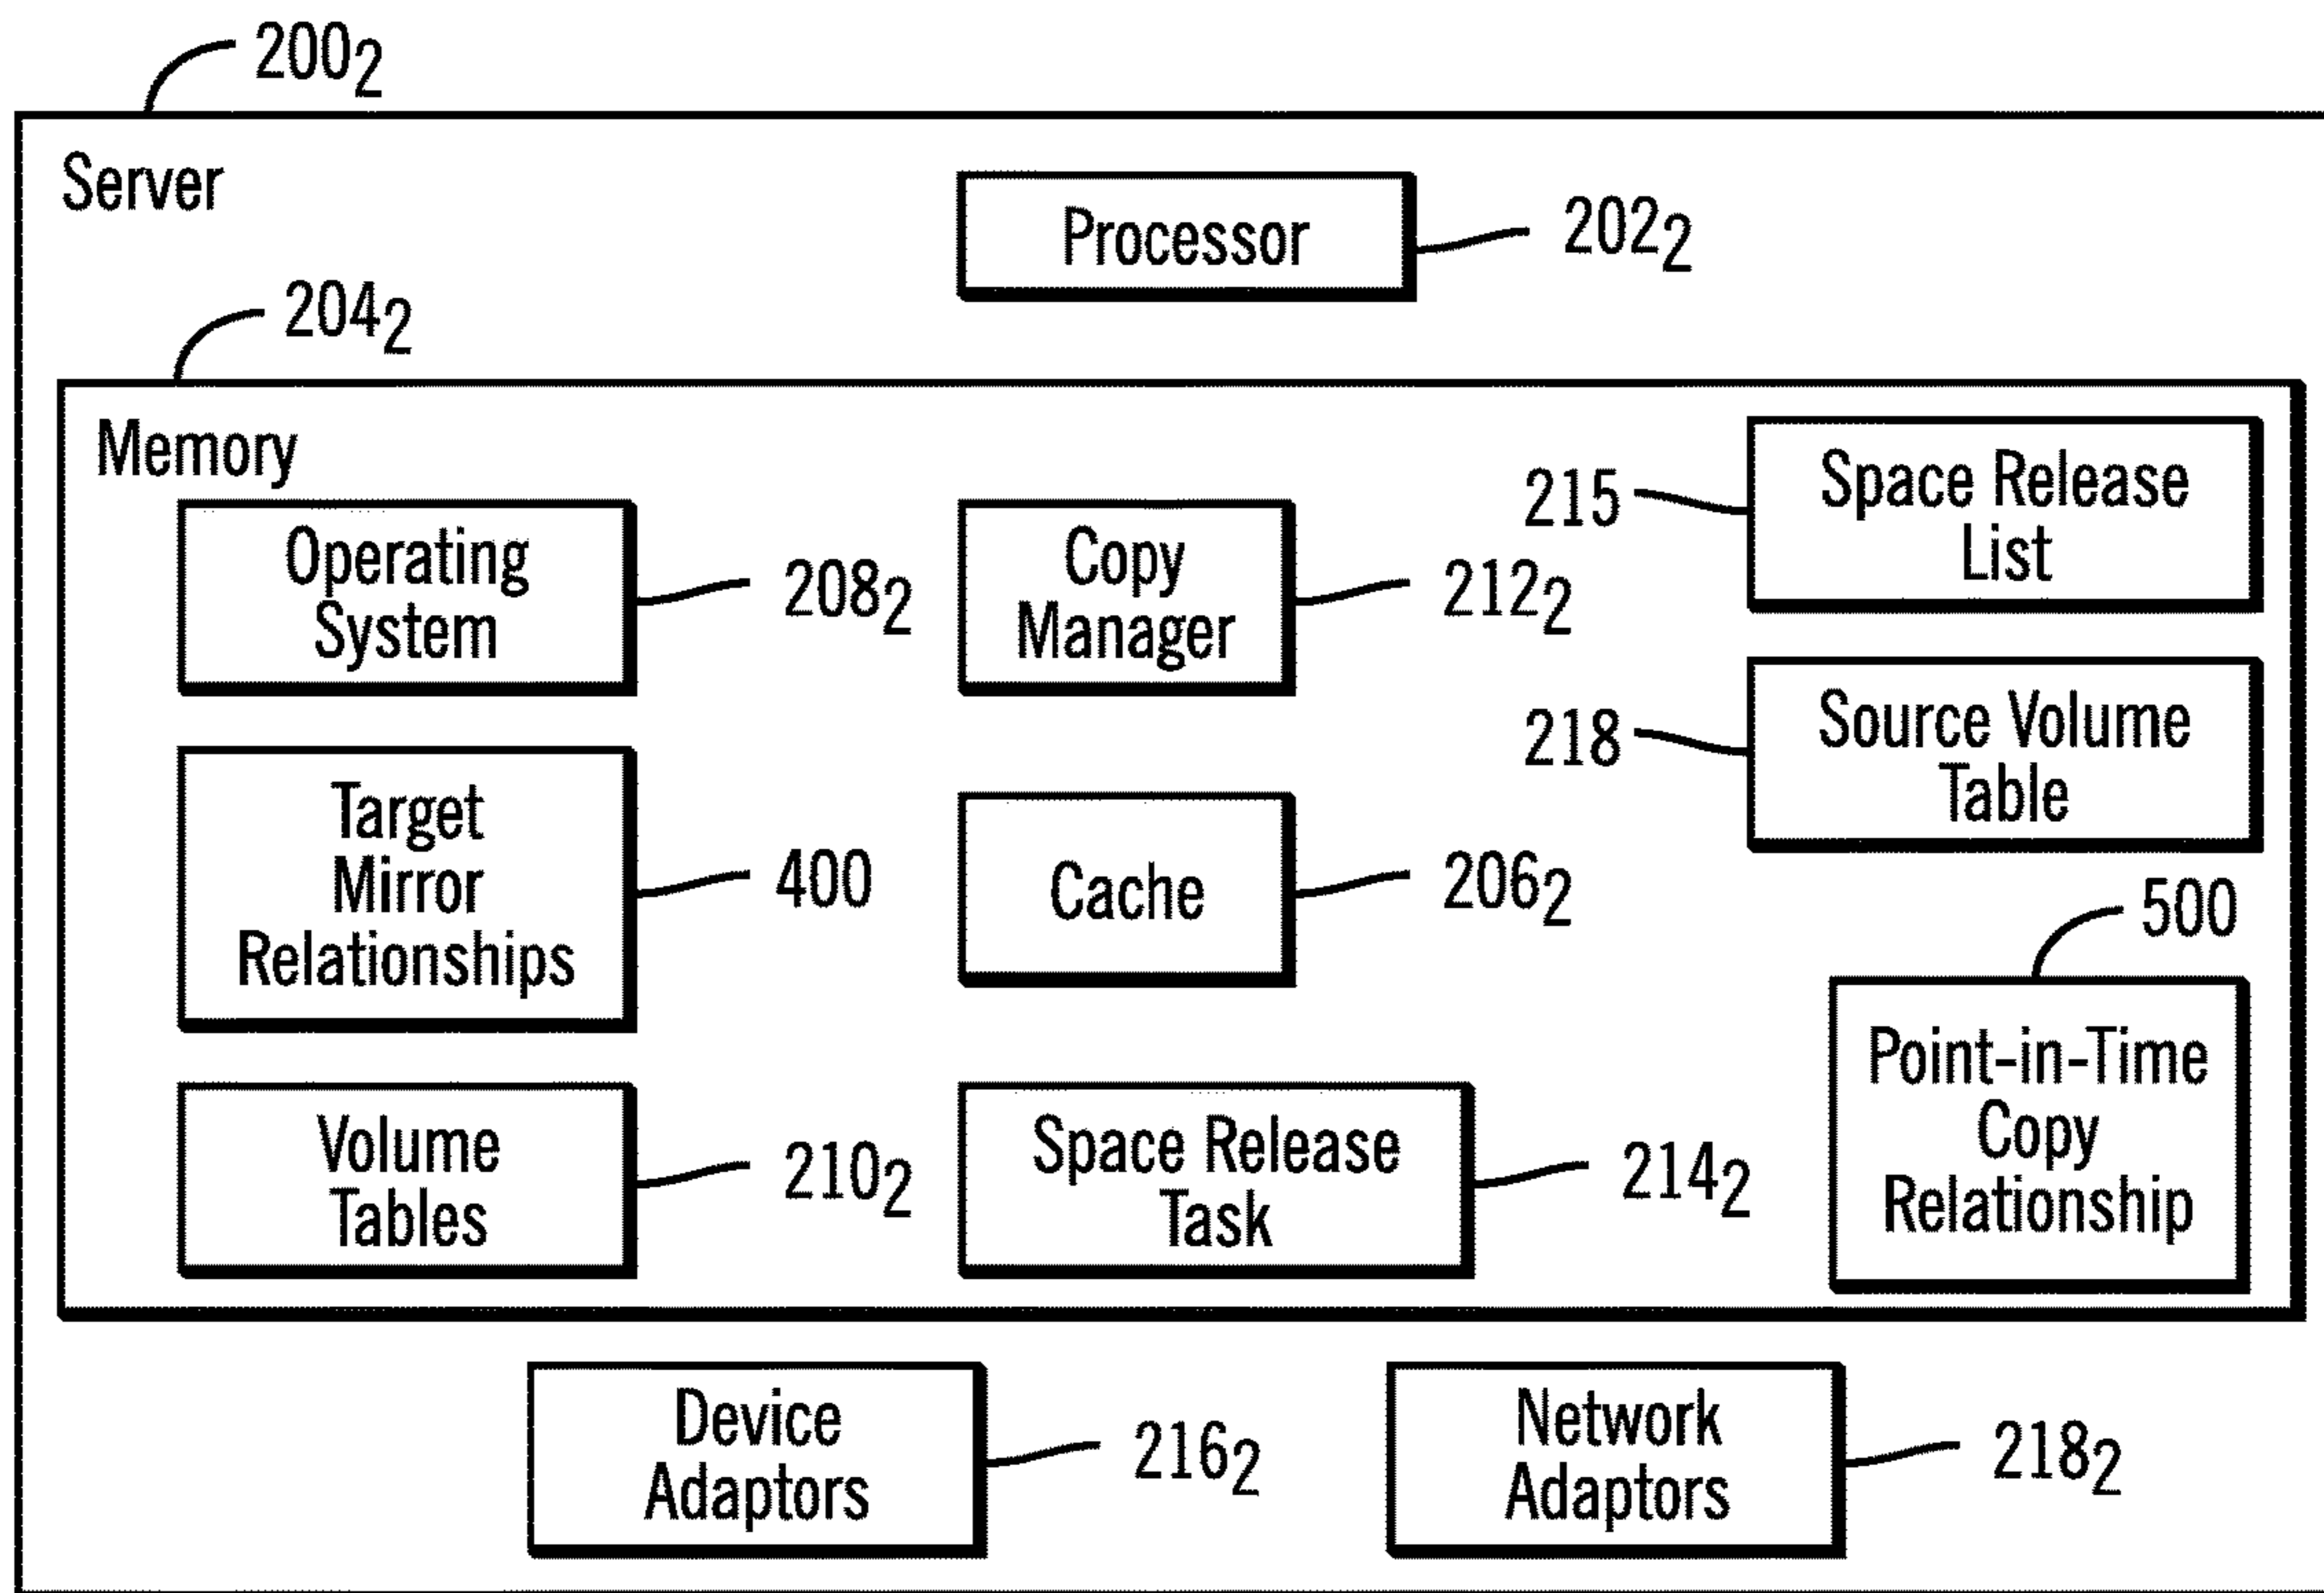 200₂
Server
Processor
202₂
204₂
Memory
Operating
System
208₂
Copy
Manager
212₂
215
Space Release
List
218
Source Volume
Table
Target
Mirror
Relationships
400
Cache
206₂
500
Point-in-Time
Copy
Relationship
Volume
Tables
210₂
Space Release
Task
214₂
Device
Adaptors
216₂
Network
Adaptors
218₂